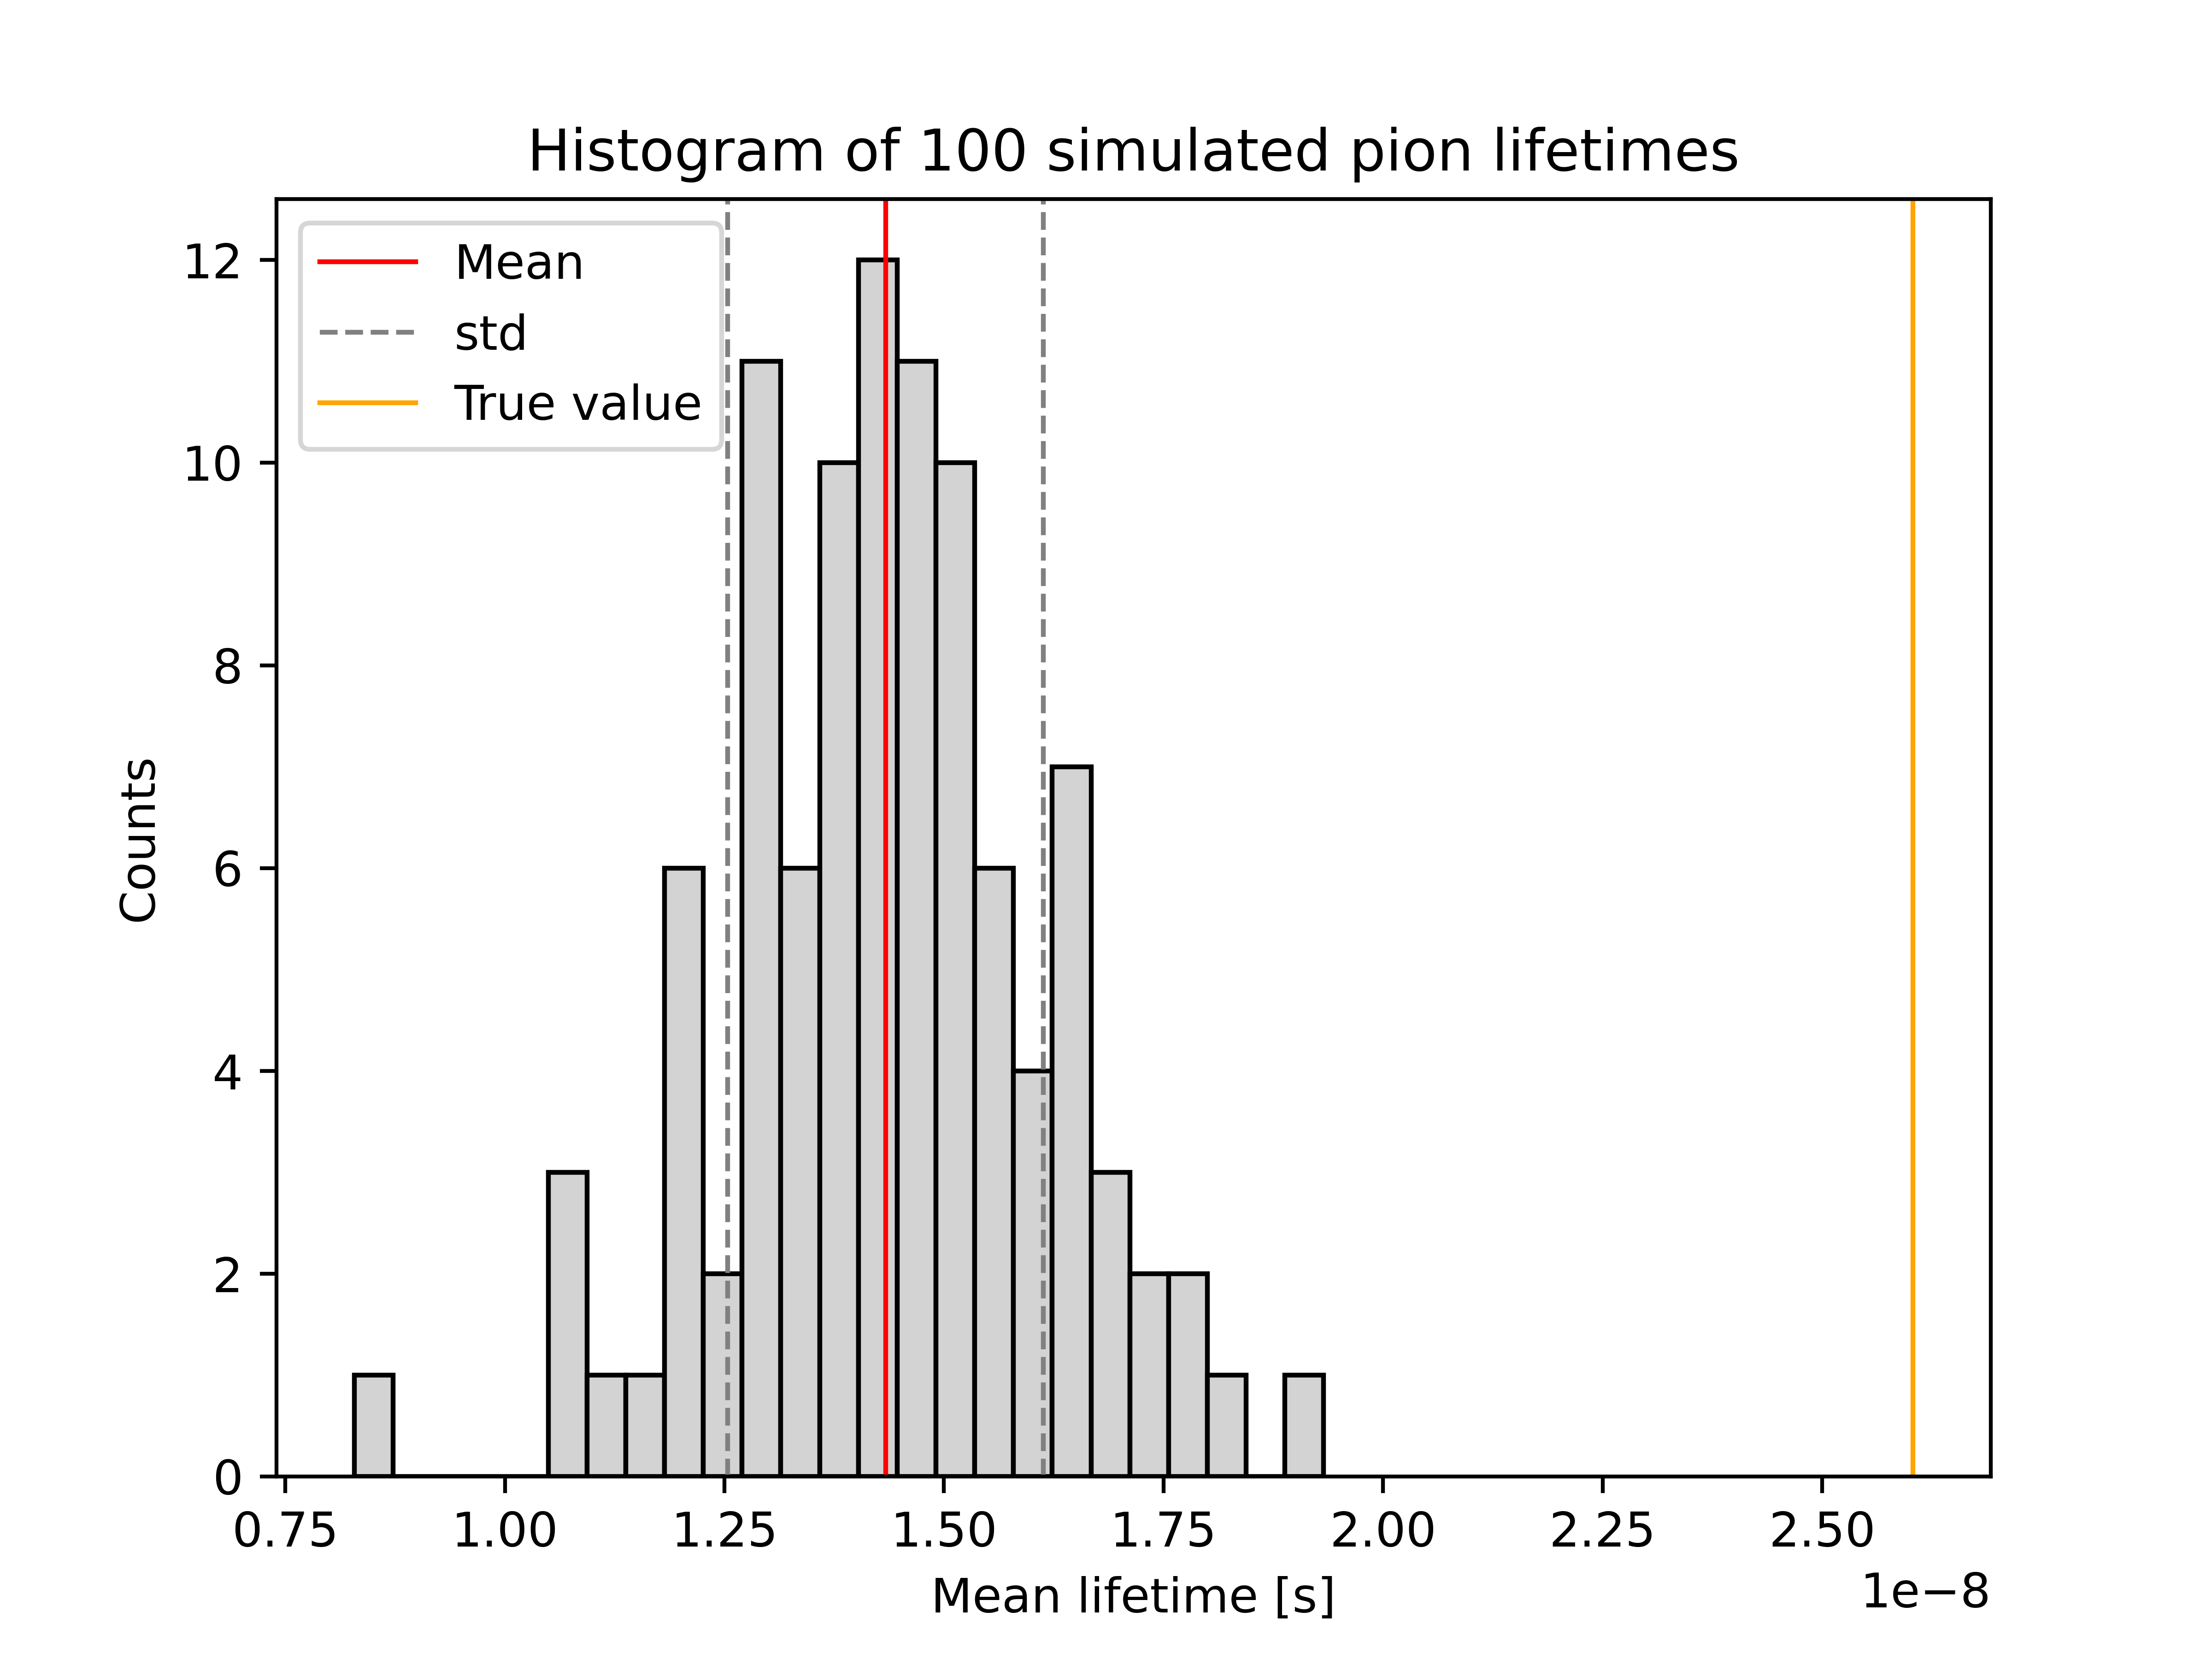 Histogram of 100 simulated pion lifetimes
Mean
std
True value
12
10
8
6
4
2
0
Counts
0.75 1.00 1.25 1.50 1.75 2.00 2.25 2.50
1e−8
Mean lifetime [s]